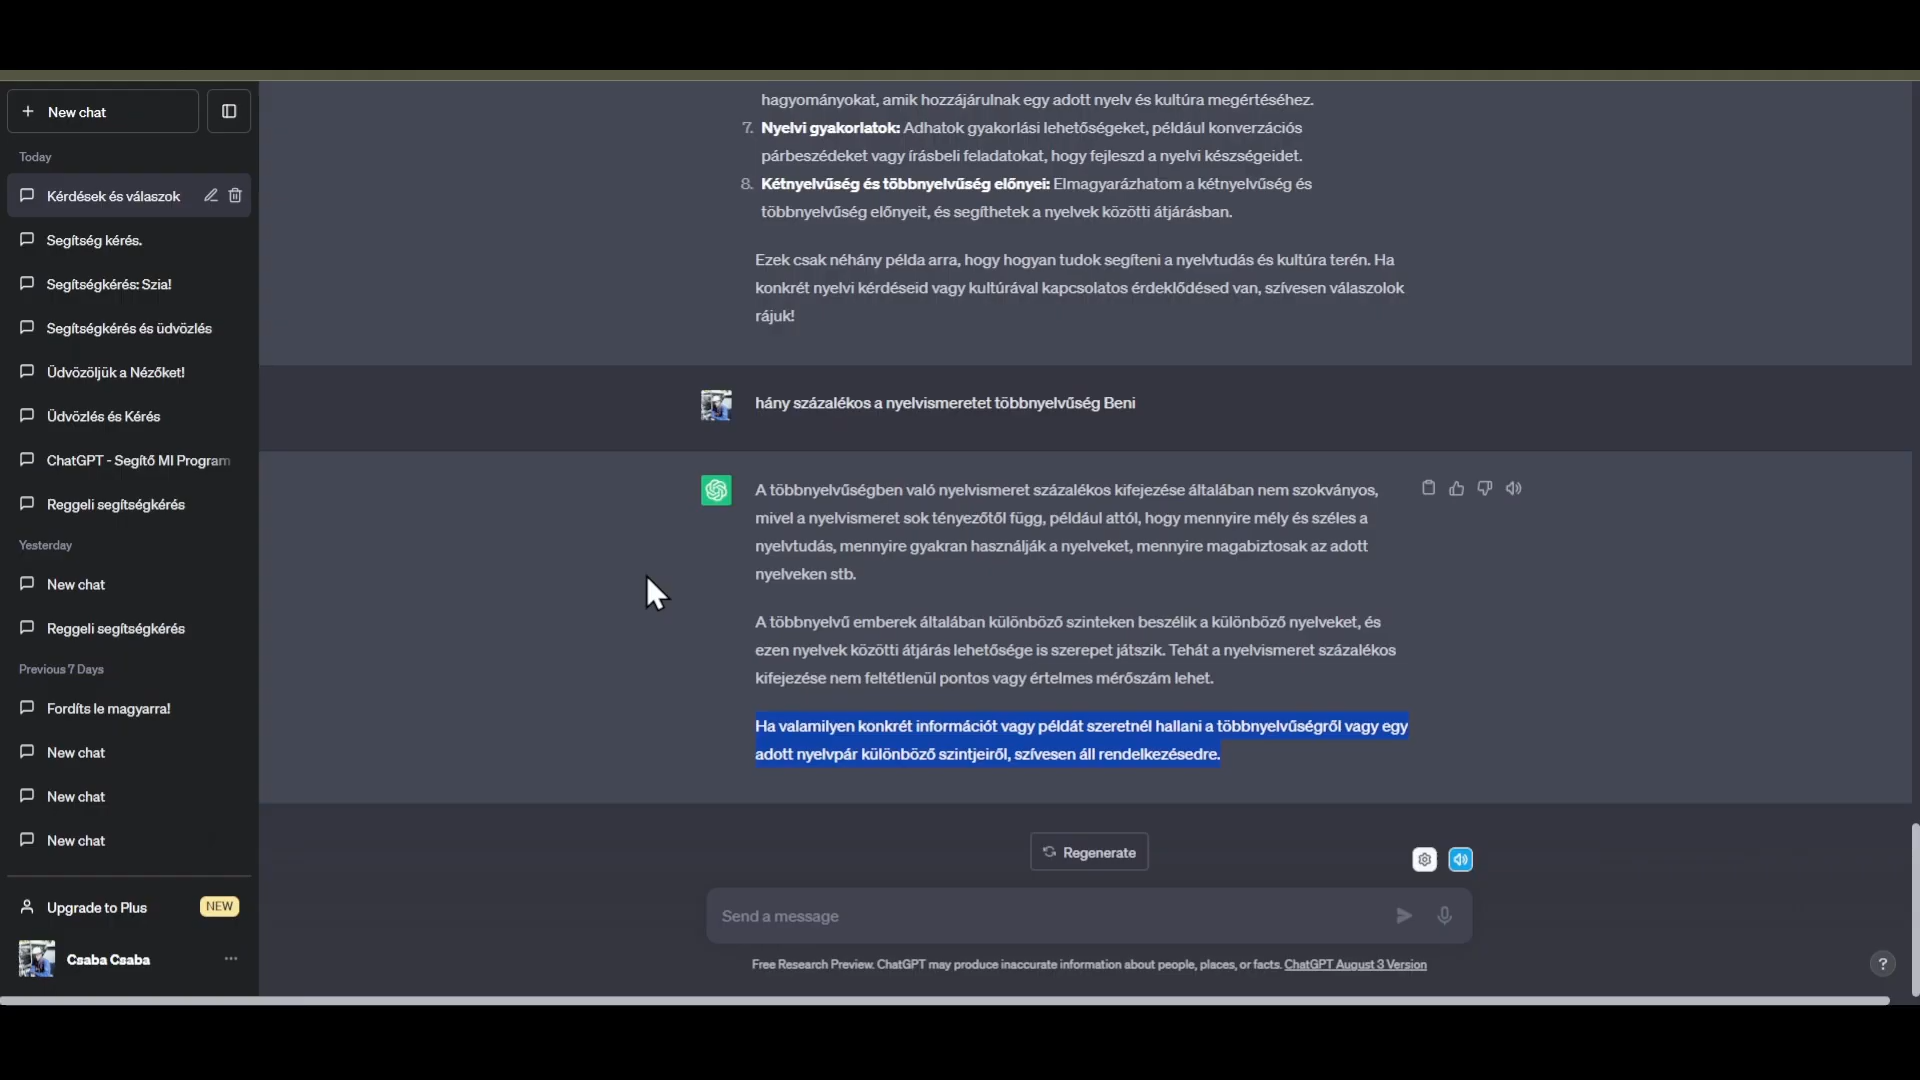 New chat
Today
Kérdések és válaszok
Segítség kérés.
Segítségkérés: Szia!
Segítségkérés és üdvözlés
Üdvözöljük a Nézőket!
Üdvözlés és Kérés
ChatGPT - Segítő MI Program
Reggeli segítségkérés
Yesterday
New chat
Reggeli segítségkérés
Previous 7 Days
Fordíts le magyarra!
New chat
New chat
New chat
Upgrade to Plus NEW
Csaba Csaba
hagyományokat, amik hozzájárulnak egy adott nyelv és kultúra megértéséhez.
7. Nyelvi gyakorlatok: Adhatok gyakorlási lehetőségeket, például konverzációs
párbeszédeket vagy írásbeli feladatokat, hogy fejleszd a nyelvi készségeidet.
8. Kétnyelvűség és többnyelvűség előnyei: Elmagyarázhatom a kétnyelvűség és
többnyelvűség előnyeit, és segíthetek a nyelvek közötti átjárásban.
Ezek csak néhány példa arra, hogy hogyan tudok segíteni a nyelvtudás és kultúra terén. Ha
konkrét nyelvi kérdéseid vagy kultúrával kapcsolatos érdeklődésed van, szívesen válaszolok
rájuk!
hány százalékos a nyelvismeretet többnyelvűség Beni
A többnyelvűségben való nyelvismeret százalékos kifejezése általában nem szokványos,
mivel a nyelvismeret sok tényezőtől függ, például attól, hogy mennyire mély és széles a
nyelvtudás, mennyire gyakran használják a nyelveket, mennyire magabiztosak az adott
nyelveken stb.
A többnyelvű emberek általában különböző szinteken beszélik a különböző nyelveket, és
ezen nyelvek közötti átjárás lehetősége is szerepet játszik. Tehát a nyelvismeret százalékos
kifejezése nem feltétlenül pontos vagy értelmes mérőszám lehet.
Ha valamilyen konkrét információt vagy példát szeretnél hallani a többnyelvűségről vagy egy
adott nyelvpár különböző szintjeiről, szívesen áll rendelkezésedre.
Regenerate
Send a message
Free Research Preview. ChatGPT may produce inaccurate information about people, places, or facts. ChatGPT August 3 Version
?